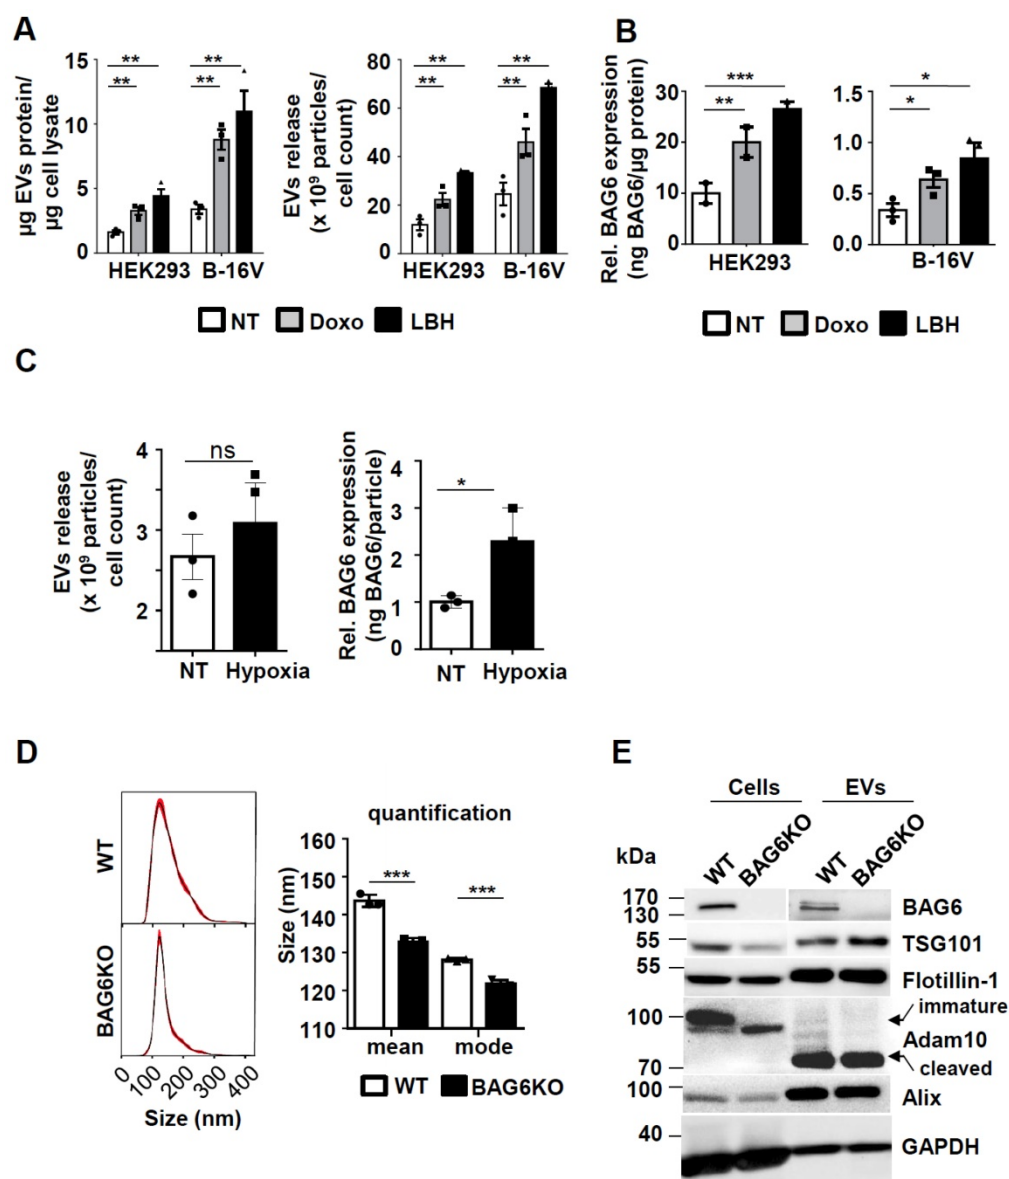 A
µg EVs protein/
µg cell lysate
15
10
5
0
** ** ** **
HEK293 B-16V
EVs release
(x 10⁹ particles/
cell count)
80
60
40
20
0
** ** ** **
HEK293 B-16V
NT Doxo LBH
B
Rel. BAG6 expression
(ng BAG6/µg protein)
30
20
10
0
***
**
HEK293
1.5
1.0
0.5
0.0
*
*
B-16V
NT Doxo LBH
C
EVs release
(x 10⁹ particles/
cell count)
4
3
2
ns
NT Hypoxia
Rel. BAG6 expression
(ng BAG6/particle)
4
3
2
1
0
*
NT Hypoxia
D
WT
BAG6KO
0 100 200 300 400
Size (nm)
quantification
Size (nm)
150
140
130
120
110
*** ***
mean mode
WT BAG6KO
E
Cells EVs
kDa
WT BAG6KO WT BAG6KO
170
130
BAG6
55
TSG101
55
Flotillin-1
immature
100
Adam10
70
cleaved
100
Alix
40
GAPDH